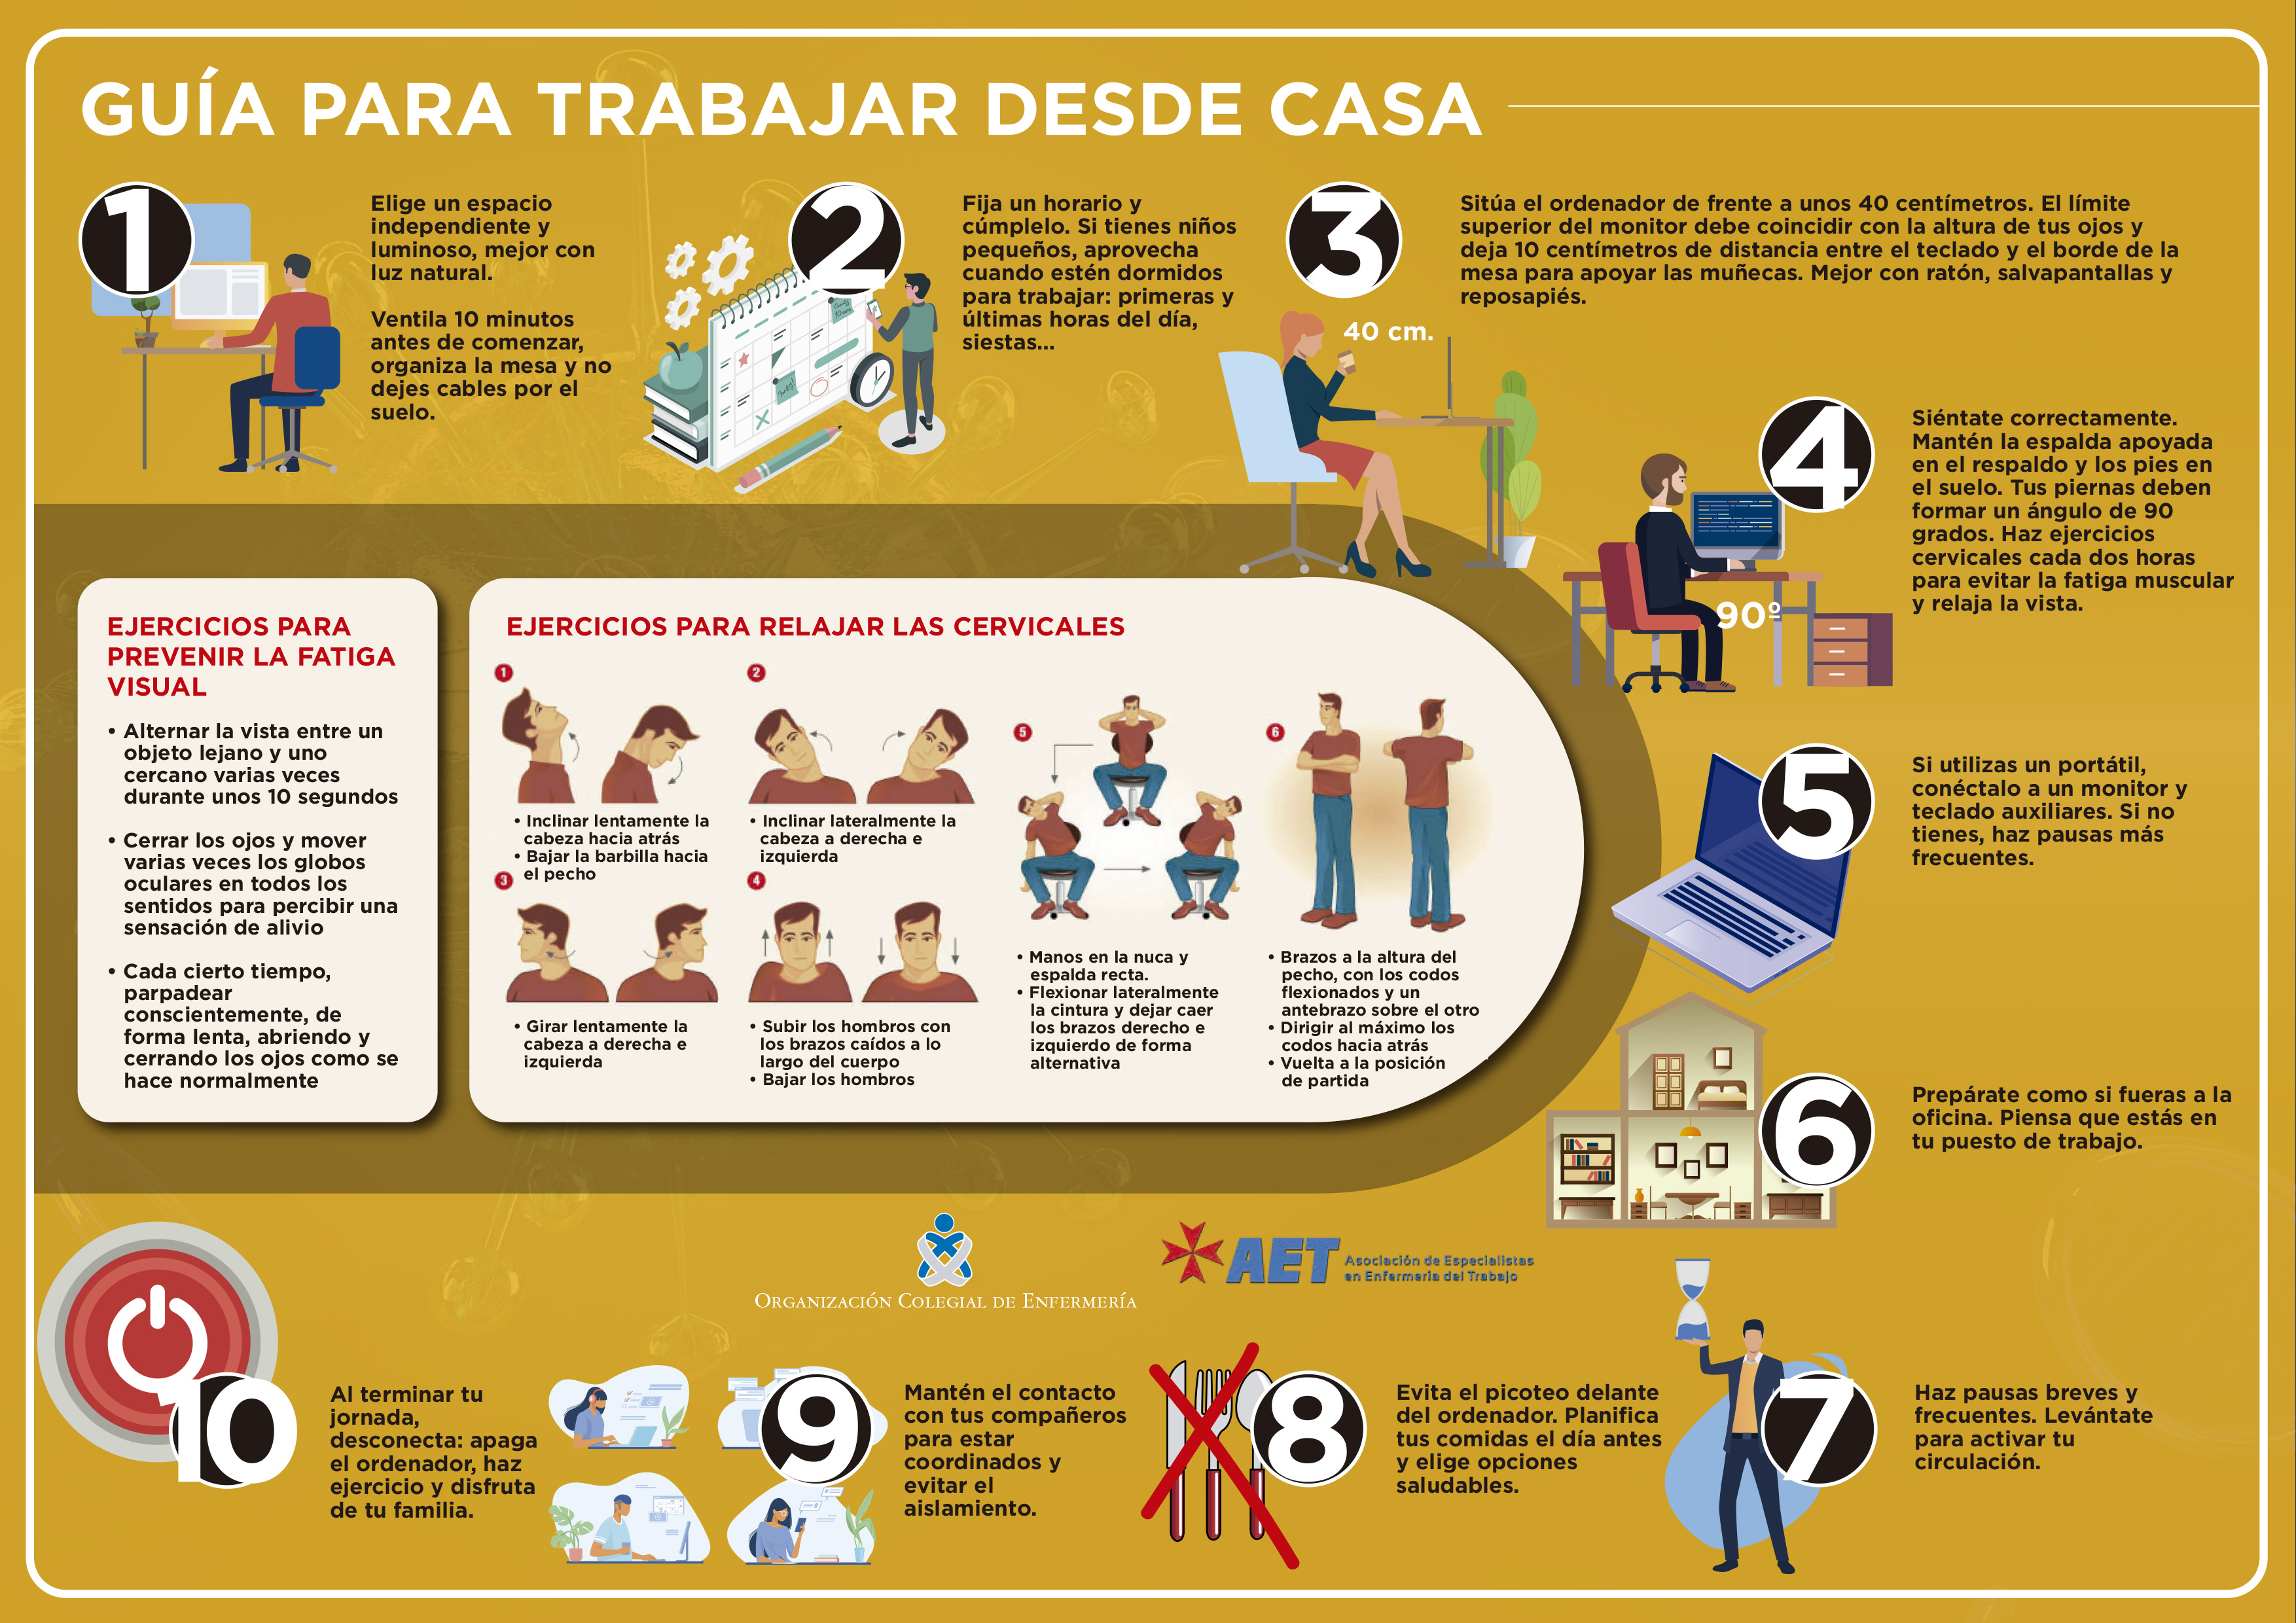 GUÍA PARA TRABAJAR DESDE CASA
1
Elige un espacio
independiente y
luminoso, mejor con
luz natural.
Ventila 10 minutos
antes de comenzar,
organiza la mesa y no
dejes cables por el
suelo.
2
Fija un horario y
cúmplelo. Si tienes niños
pequeños, aprovecha
cuando estén dormidos
para trabajar: primeras y
últimas horas del día,
siestas...
3
Sitúa el ordenador de frente a unos 40 centímetros. El límite
superior del monitor debe coincidir con la altura de tus ojos y
deja 10 centímetros de distancia entre el teclado y el borde de la
mesa para apoyar las muñecas. Mejor con ratón, salvapantallas y
reposapiés.
40 cm.
4
Siéntate correctamente.
Mantén la espalda apoyada
en el respaldo y los pies en
el suelo. Tus piernas deben
formar un ángulo de 90
grados. Haz ejercicios
cervicales cada dos horas
para evitar la fatiga muscular
y relaja la vista.
90º
EJERCICIOS PARA
PREVENIR LA FATIGA
VISUAL
• Alternar la vista entre un
objeto lejano y uno
cercano varias veces
durante unos 10 segundos
• Cerrar los ojos y mover
varias veces los globos
oculares en todos los
sentidos para percibir una
sensación de alivio
• Cada cierto tiempo,
parpadear
conscientemente, de
forma lenta, abriendo y
cerrando los ojos como se
hace normalmente
EJERCICIOS PARA RELAJAR LAS CERVICALES
1
• Inclinar lentamente la
cabeza hacia atrás
• Bajar la barbilla hacia
el pecho
2
• Inclinar lateralmente la
cabeza a derecha e
izquierda
3
• Girar lentamente la
cabeza a derecha e
izquierda
4
• Subir los hombros con
los brazos caídos a lo
largo del cuerpo
• Bajar los hombros
5
• Manos en la nuca y
espalda recta.
• Flexionar lateralmente
la cintura y dejar caer
los brazos derecho e
izquierdo de forma
alternativa
6
• Brazos a la altura del
pecho, con los codos
flexionados y un
antebrazo sobre el otro
• Dirigir al máximo los
codos hacia atrás
• Vuelta a la posición
de partida
5
Si utilizas un portátil,
conéctalo a un monitor y
teclado auxiliares. Si no
tienes, haz pausas más
frecuentes.
6
Prepárate como si fueras a la
oficina. Piensa que estás en
tu puesto de trabajo.
ORGANIZACIÓN COLEGIAL DE ENFERMERÍA
AET
Asociación de Especialistas
en Enfermería del Trabajo
7
Haz pausas breves y
frecuentes. Levántate
para activar tu
circulación.
8
Evita el picoteo delante
del ordenador. Planifica
tus comidas el día antes
y elige opciones
saludables.
9
Mantén el contacto
con tus compañeros
para estar
coordinados y
evitar el
aislamiento.
10
Al terminar tu
jornada,
desconecta: apaga
el ordenador, haz
ejercicio y disfruta
de tu familia.